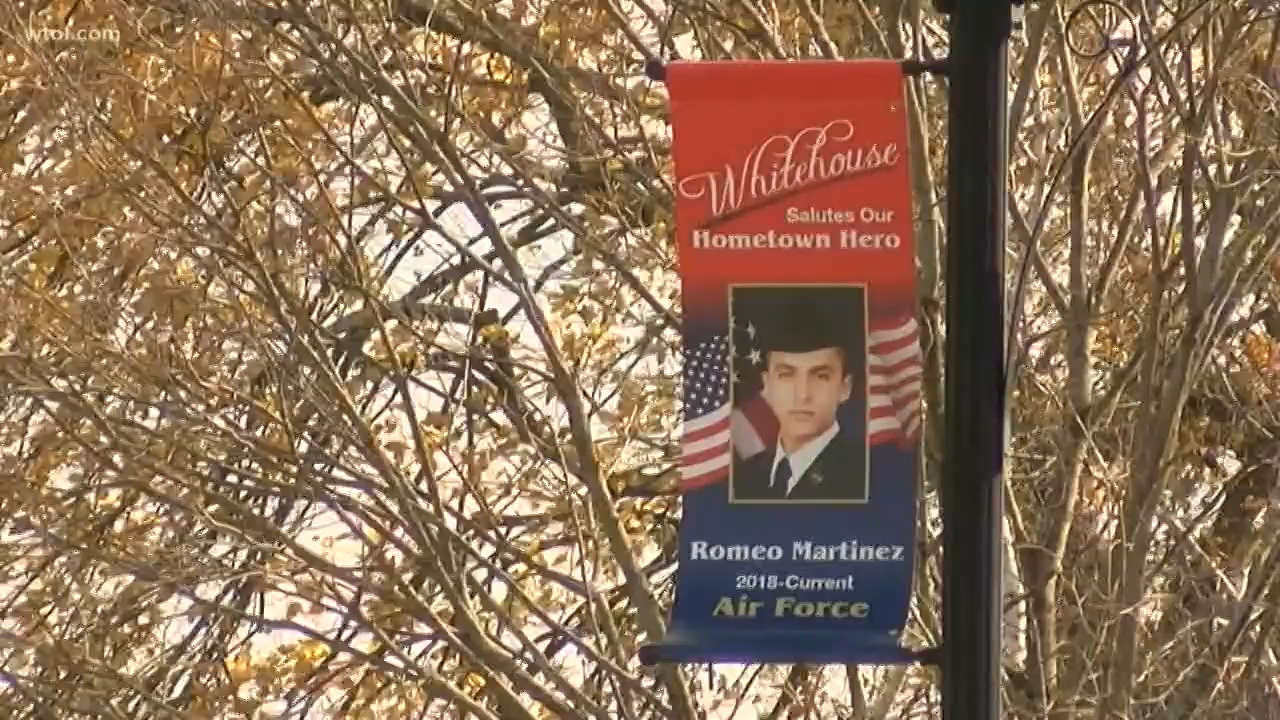 wtol.com
Whitehouse
Salutes Our
Hometown Hero
Romeo Martinez
2018-Current
Air Force